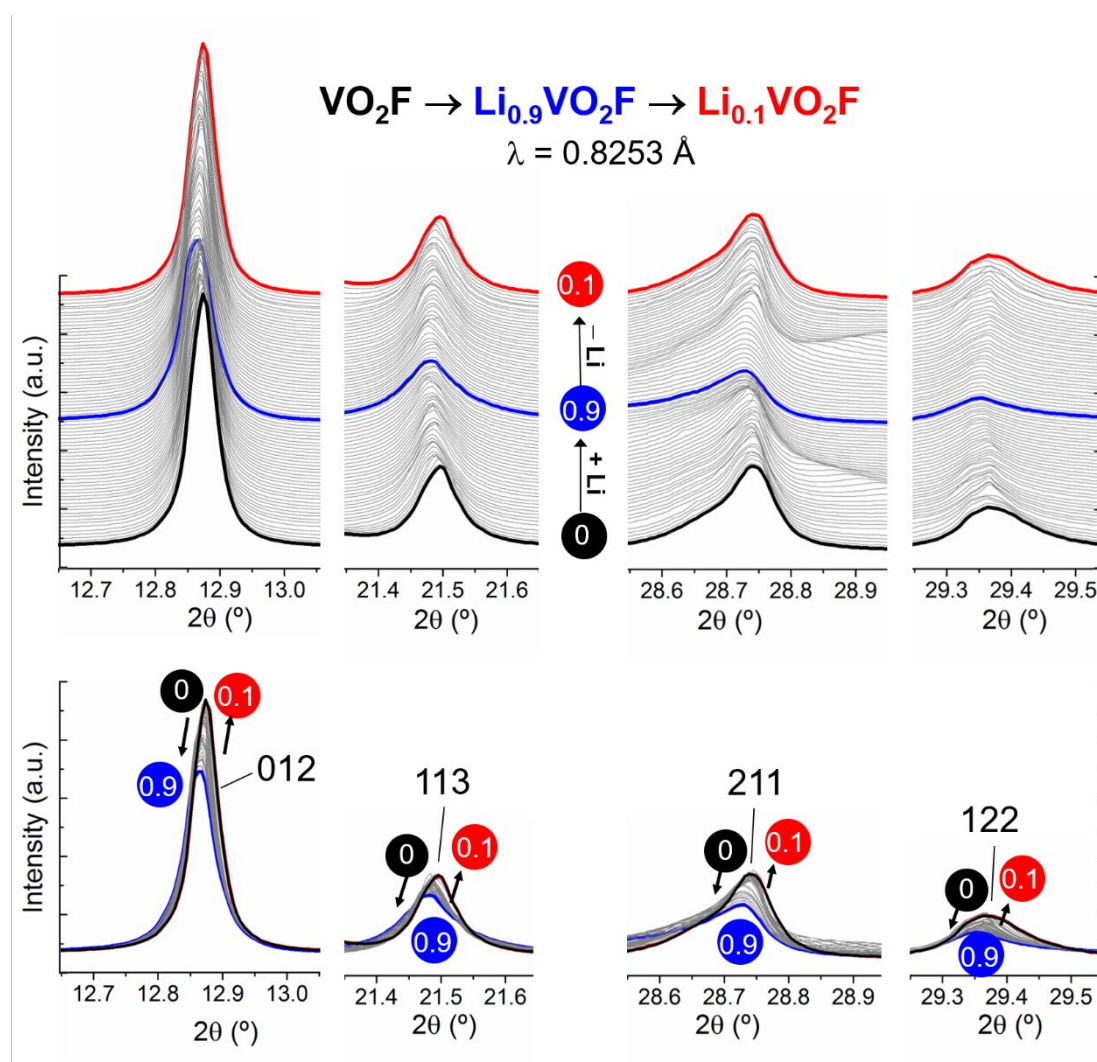 VO₂F → Li₀.₉VO₂F → Li₀.₁VO₂F
λ = 0.8253 Å
Intensity (a.u.)
0.1
− Li
0.9
+ Li
0
12.7 12.8 12.9 13.0
21.4 21.5 21.6
28.6 28.7 28.8 28.9
29.3 29.4 29.5
2θ (º)
2θ (º)
2θ (º)
2θ (º)
Intensity (a.u.)
0
0.1
0.9
012
113
0
0.1
0.9
211
0
0.1
0.9
122
0
0.1
0.9
12.7 12.8 12.9 13.0
21.4 21.5 21.6
28.6 28.7 28.8 28.9
29.3 29.4 29.5
2θ (º)
2θ (º)
2θ (º)
2θ (º)